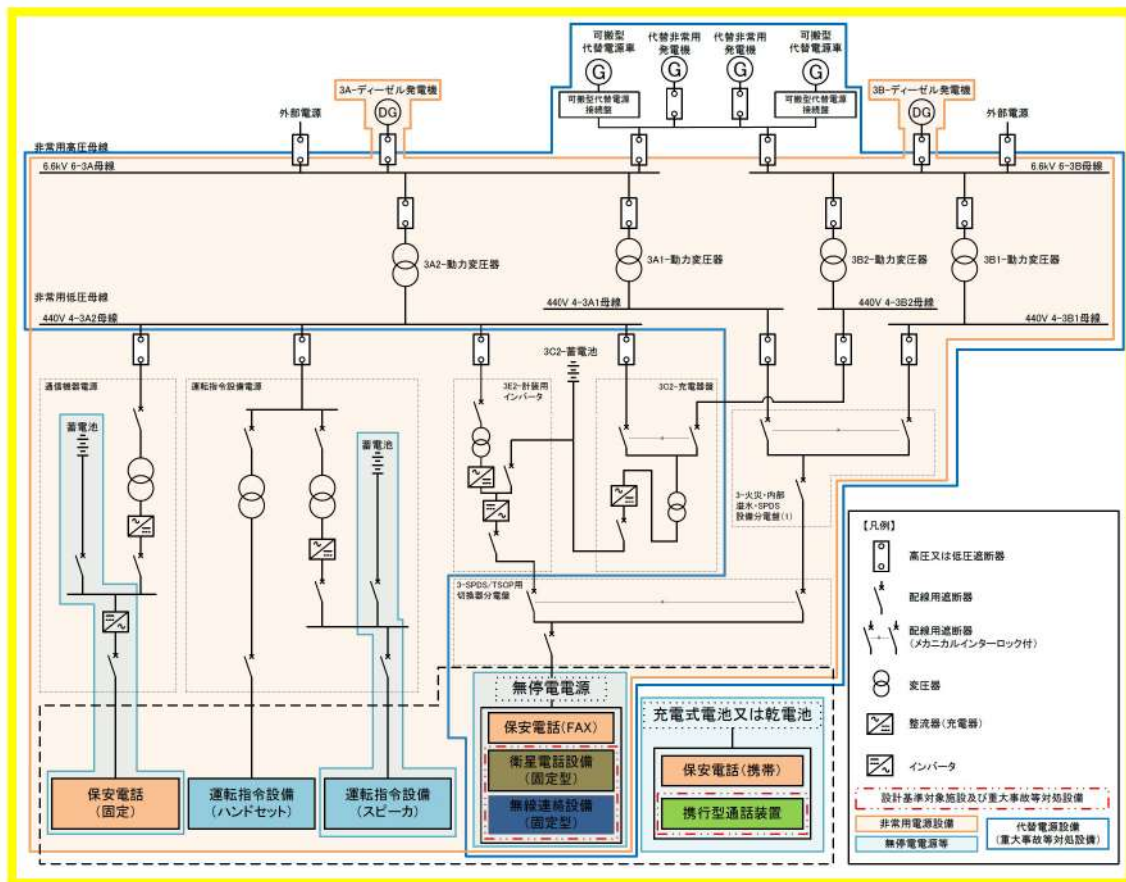 可搬型
代替電源車
代替非常用
発電機
代替非常用
発電機
可搬型
代替電源車
G
G
G
G
3A-ディーゼル発電機
3B-ディーゼル発電機
可搬型代替電源
接続盤
可搬型代替電源
接続盤
外部電源
DG
DG
外部電源
非常用高圧母線
6.6kV 6-3A母線
6.6kV 6-3B母線
3A2-動力変圧器
3A1-動力変圧器
3B2-動力変圧器
3B1-動力変圧器
非常用低圧母線
440V 4-3A1母線
440V 4-3B2母線
440V 4-3A2母線
440V 4-3B1母線
3C2-蓄電池
通信機器電源
運転指令設備電源
3E2-計装用
インバータ
3C2-充電器盤
蓄電池
蓄電池
3-火災・内部
溢水・SPDS
設備分電盤(1)
3-SPDS/TSOP用
切換器分電盤
無停電電源
充電式電池又は乾電池
保安電話(FAX)
衛星電話設備
(固定型)
無線連絡設備
(固定型)
保安電話(携帯)
携行型通話装置
保安電話
(固定)
運転指令設備
(ハンドセット)
運転指令設備
(スピーカ)
【凡例】
高圧又は低圧遮断器
配線用遮断器
配線用遮断器
(メカニカルインターロック付)
変圧器
整流器(充電器)
インバータ
設計基準対象施設及び重大事故等対処設備
非常用電源設備
無停電電源等
代替電源設備
(重大事故等対処設備)